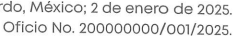 rdo, México; 2 de enero de 2025.
Oficio No. 200000000/001/2025.